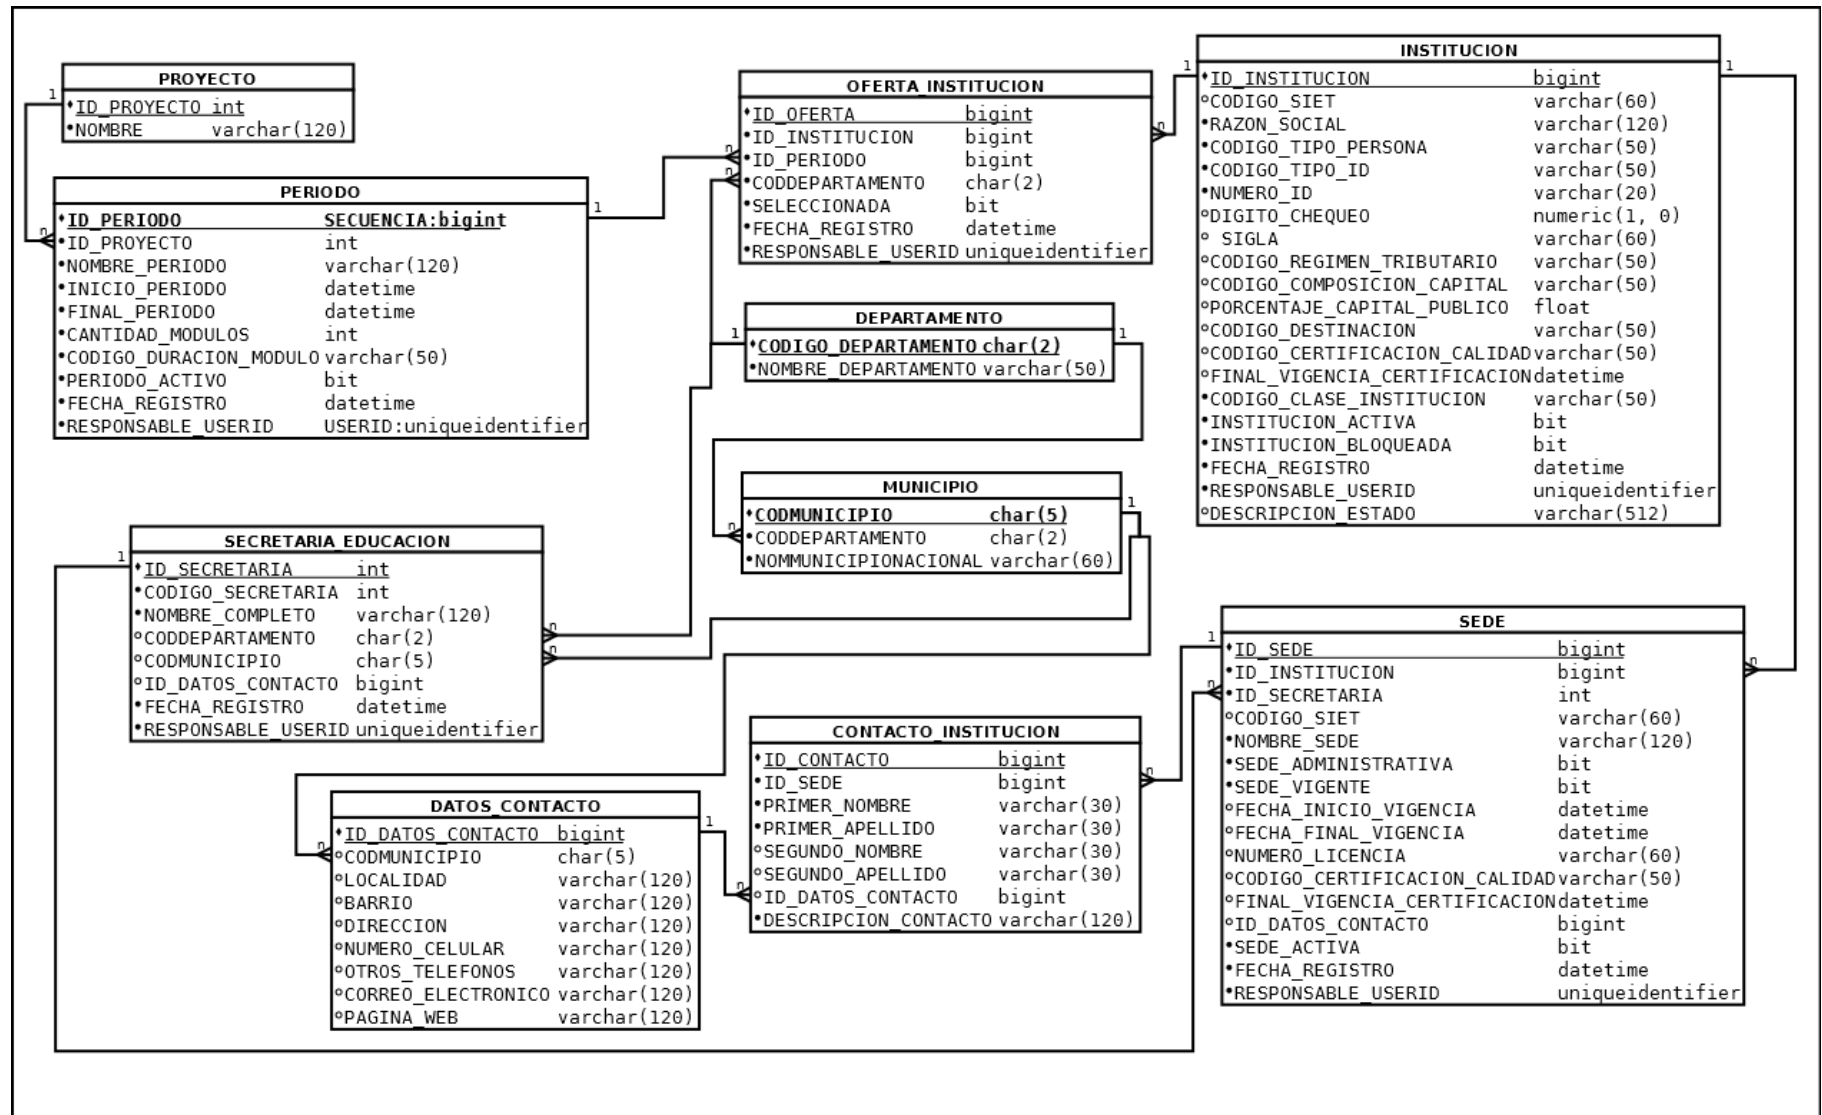 PROYECTO
ID_PROYECTO int
NOMBRE varchar(120)
1
n
PERIODO
ID_PERIODO SECUENCIA:bigint
ID_PROYECTO int
NOMBRE_PERIODO varchar(120)
INICIO_PERIODO datetime
FINAL_PERIODO datetime
CANTIDAD_MODULOS int
CODIGO_DURACION_MODULO varchar(50)
PERIODO_ACTIVO bit
FECHA_REGISTRO datetime
RESPONSABLE_USERID USERID:uniqueidentifier
1
n
n
OFERTA_INSTITUCION
ID_OFERTA bigint
ID_INSTITUCION bigint
ID_PERIODO bigint
CODDEPARTAMENTO char(2)
SELECCIONADA bit
FECHA_REGISTRO datetime
RESPONSABLE_USERID uniqueidentifier
n
1
INSTITUCION
ID_INSTITUCION bigint
CODIGO_SIET varchar(60)
RAZON_SOCIAL varchar(120)
CODIGO_TIPO_PERSONA varchar(50)
CODIGO_TIPO_ID varchar(50)
NUMERO_ID varchar(20)
DIGITO_CHEQUEO numeric(1, 0)
SIGLA varchar(60)
CODIGO_REGIMEN_TRIBUTARIO varchar(50)
CODIGO_COMPOSICION_CAPITAL varchar(50)
PORCENTAJE_CAPITAL_PUBLICO float
CODIGO_DESTINACION varchar(50)
CODIGO_CERTIFICACION_CALIDAD varchar(50)
FINAL_VIGENCIA_CERTIFICACION datetime
CODIGO_CLASE_INSTITUCION varchar(50)
INSTITUCION_ACTIVA bit
INSTITUCION_BLOQUEADA bit
FECHA_REGISTRO datetime
RESPONSABLE_USERID uniqueidentifier
DESCRIPCION_ESTADO varchar(512)
1
1
DEPARTAMENTO
CODIGO_DEPARTAMENTO char(2)
NOMBRE_DEPARTAMENTO varchar(50)
1
n
MUNICIPIO
CODMUNICIPIO char(5)
CODDEPARTAMENTO char(2)
NOMMUNICIPIONACIONAL varchar(60)
1
1
SECRETARIA_EDUCACION
ID_SECRETARIA int
CODIGO_SECRETARIA int
NOMBRE_COMPLETO varchar(120)
CODDEPARTAMENTO char(2)
CODMUNICIPIO char(5)
ID_DATOS_CONTACTO bigint
FECHA_REGISTRO datetime
RESPONSABLE_USERID uniqueidentifier
n
n
n
DATOS_CONTACTO
ID_DATOS_CONTACTO bigint
CODMUNICIPIO char(5)
LOCALIDAD varchar(120)
BARRIO varchar(120)
DIRECCION varchar(120)
NUMERO_CELULAR varchar(120)
OTROS_TELEFONOS varchar(120)
CORREO_ELECTRONICO varchar(120)
PAGINA_WEB varchar(120)
1
n
CONTACTO_INSTITUCION
ID_CONTACTO bigint
ID_SEDE bigint
PRIMER_NOMBRE varchar(30)
PRIMER_APELLIDO varchar(30)
SEGUNDO_NOMBRE varchar(30)
SEGUNDO_APELLIDO varchar(30)
ID_DATOS_CONTACTO bigint
DESCRIPCION_CONTACTO varchar(120)
n
1
n
SEDE
ID_SEDE bigint
ID_INSTITUCION bigint
ID_SECRETARIA int
CODIGO_SIET varchar(60)
NOMBRE_SEDE varchar(120)
SEDE_ADMINISTRATIVA bit
SEDE_VIGENTE bit
FECHA_INICIO_VIGENCIA datetime
FECHA_FINAL_VIGENCIA datetime
NUMERO_LICENCIA varchar(60)
CODIGO_CERTIFICACION_CALIDAD varchar(50)
FINAL_VIGENCIA_CERTIFICACION datetime
ID_DATOS_CONTACTO bigint
SEDE_ACTIVA bit
FECHA_REGISTRO datetime
RESPONSABLE_USERID uniqueidentifier
n